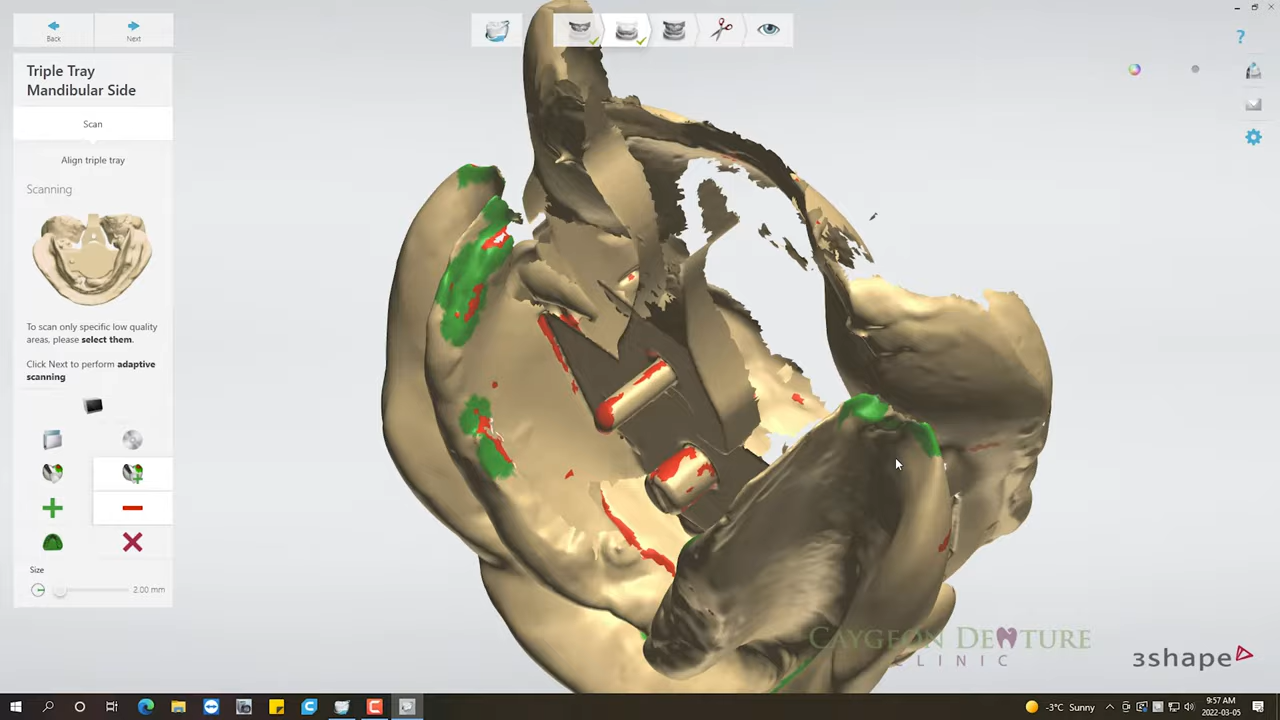 Back
Next
?
Triple Tray
Mandibular Side
Scan
Align triple tray
Scanning
To scan only specific low quality
areas, please select them.
Click Next to perform adaptive
scanning
Size
2.00 mm
CAYGEON DENTURE
CLINIC
3shape
-3°C Sunny
9:57 AM
2022-03-05